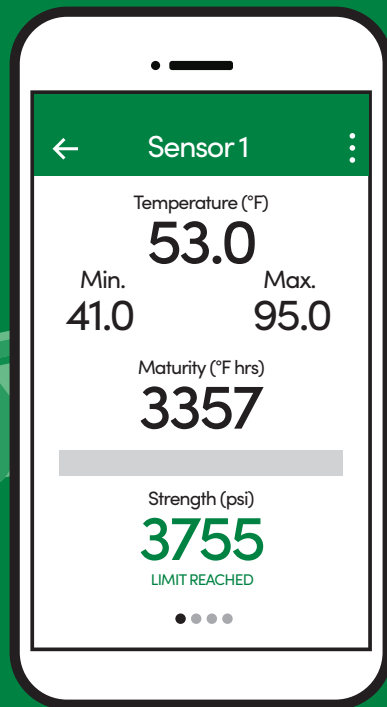 Sensor 1
Temperature (°F)
53.0
Min. Max.
41.0 95.0
Maturity (°F hrs)
3357
Strength (psi)
3755
LIMIT REACHED